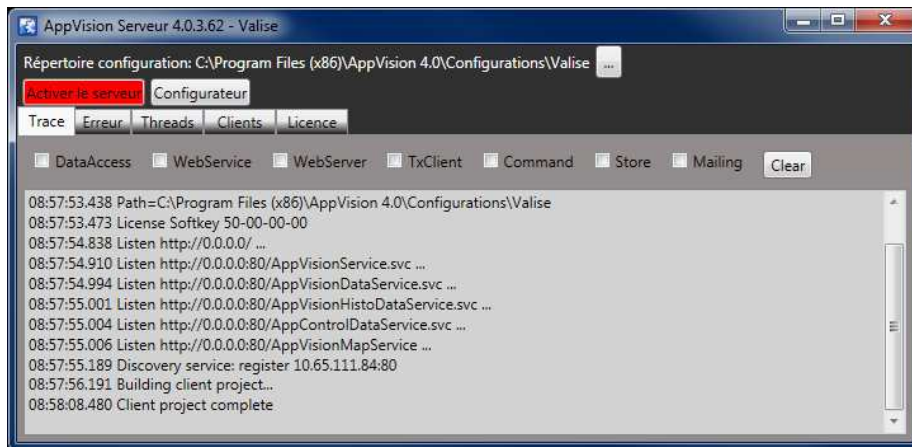 AppVision Serveur 4.0.3.62 - Valise
Répertoire configuration: C:\Program Files (x86)\AppVision 4.0\Configurations\Valise ...
Activer le serveur Configurateur
Trace Erreur Threads Clients Licence
DataAccess WebService WebServer TxClient Command Store Mailing Clear
08:57:53.438 Path=C:\Program Files (x86)\AppVision 4.0\Configurations\Valise
08:57:53.473 License Softkey 50-00-00-00
08:57:54.838 Listen http://0.0.0.0/ ...
08:57:54.910 Listen http://0.0.0.0:80/AppVisionService.svc ...
08:57:54.994 Listen http://0.0.0.0:80/AppVisionDataService.svc ...
08:57:55.001 Listen http://0.0.0.0:80/AppVisionHistoDataService.svc ...
08:57:55.004 Listen http://0.0.0.0:80/AppControlDataService.svc ...
08:57:55.006 Listen http://0.0.0.0:80/AppVisionMapService ...
08:57:55.189 Discovery service: register 10.65.111.84:80
08:57:56.191 Building client project...
08:58:08.480 Client project complete